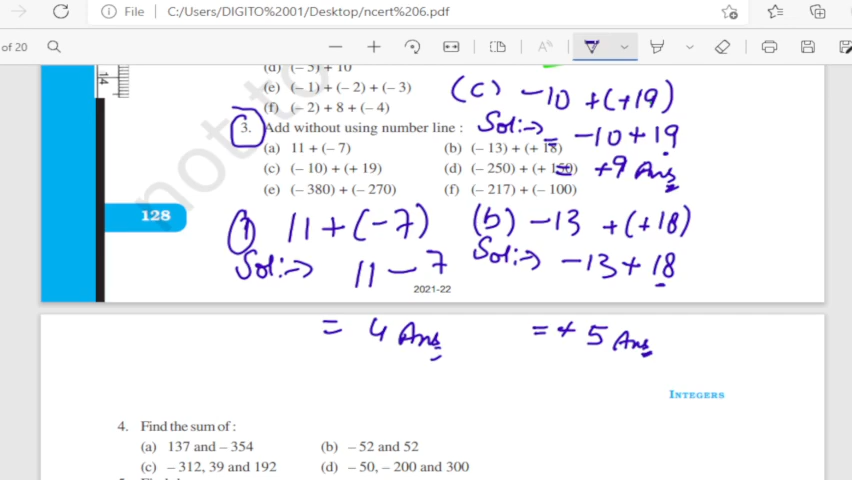 File
C:/Users/DIGITO%2001/Desktop/ncert%206.pdf
of 20
not to
(d) (– 5) + 10
(e) (– 1) + (– 2) + (– 3)
(f) (– 2) + 8 + (– 4)
3. Add without using number line :
(a) 11 + (– 7)
(b) (– 13) + (+ 18)
(c) (– 10) + (+ 19)
(d) (– 250) + (+ 150)
(e) (– 380) + (– 270)
(f) (– 217) + (– 100)
(c) -10 +(+19)
Sol:->
= -10+19
= +9 Ans
128
11+(-7)
Sol:-> 11-7
= 4 Ans
(b) -13 +(+18)
Sol:-> -13+18
= + 5 Ans
2021-22
INTEGERS
4. Find the sum of :
(a) 137 and – 354
(b) – 52 and 52
(c) – 312, 39 and 192
(d) – 50, – 200 and 300